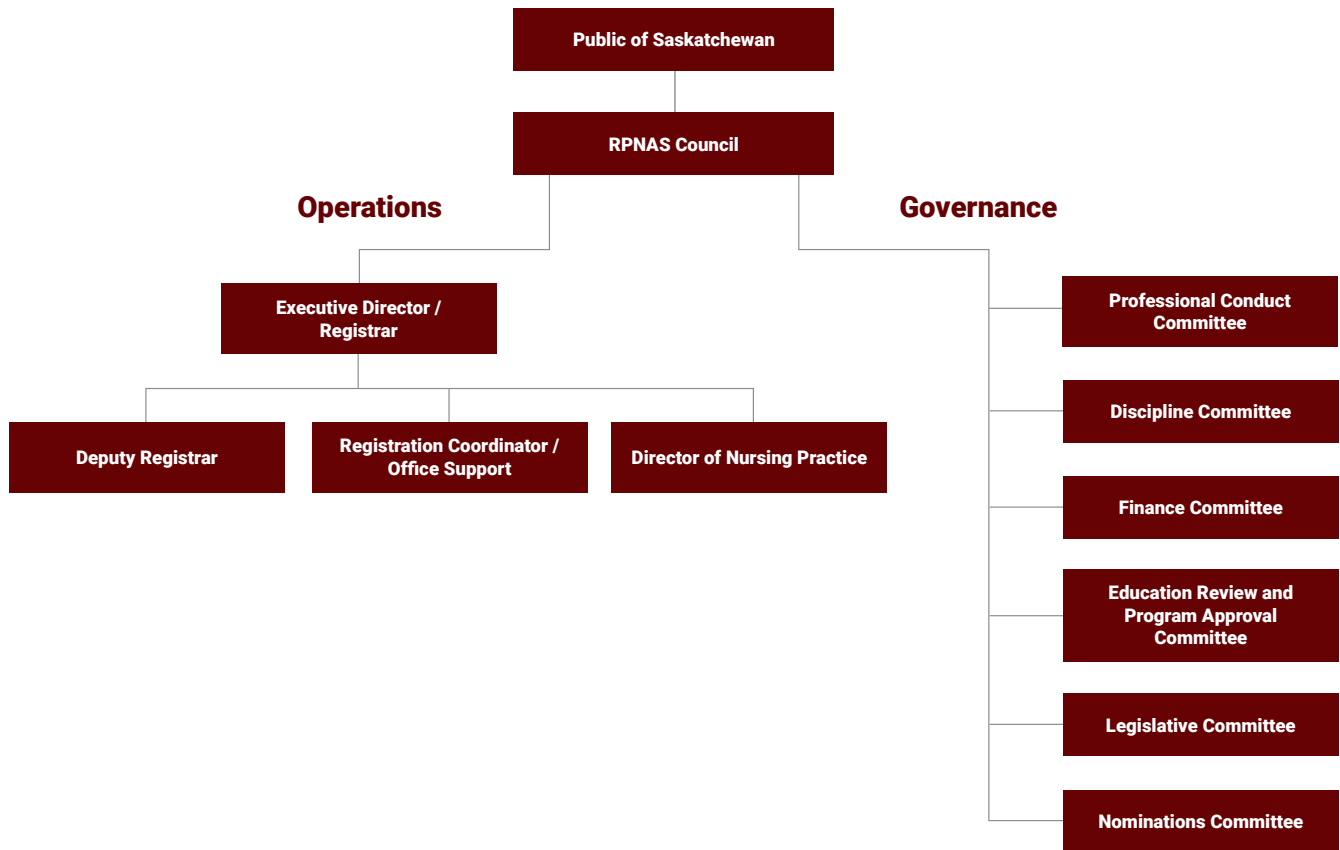 Public of Saskatchewan
RPNAS Council
Operations
Governance
Executive Director /
Registrar
Deputy Registrar
Registration Coordinator /
Office Support
Director of Nursing Practice
Professional Conduct
Committee
Discipline Committee
Finance Committee
Education Review and
Program Approval
Committee
Legislative Committee
Nominations Committee